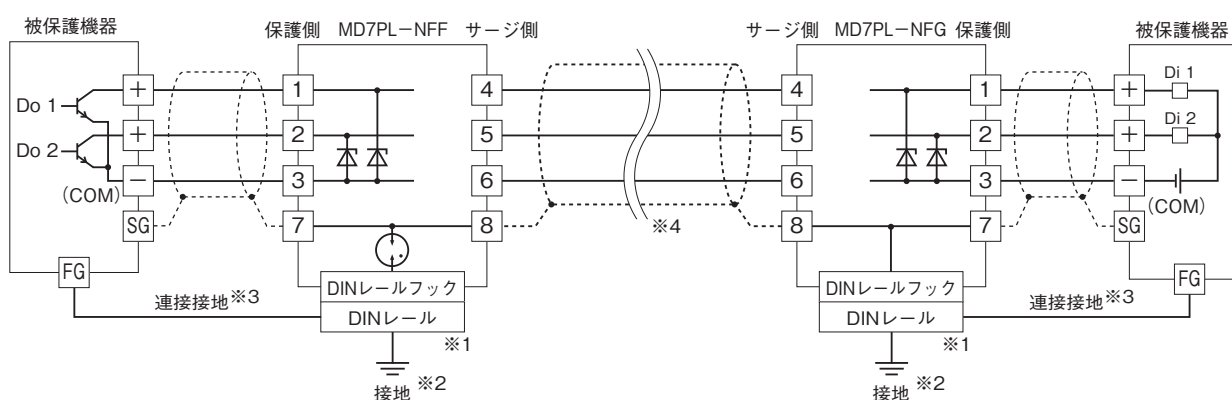 被保護機器
保護側 MD7PL-NFF サージ側
サージ側 MD7PL-NFG 保護側
被保護機器
Do 1
Do 2
+
+
−
(COM)
SG
FG
1
2
3
7
4
5
6
8
DINレールフック
DINレール
連接接地※3
※1
接地※2
※4
4
5
6
8
1
2
3
7
DINレールフック
DINレール
連接接地※3
※1
接地※2
+
+
−
(COM)
SG
FG
Di 1
Di 2